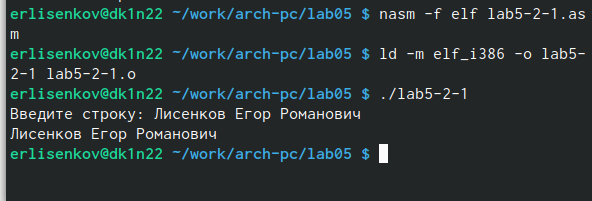 erlisenkov@dk1n22 ~/work/arch-pc/lab05 $ nasm -f elf lab5-2-1.as
m
erlisenkov@dk1n22 ~/work/arch-pc/lab05 $ ld -m elf_i386 -o lab5-
2-1 lab5-2-1.o
erlisenkov@dk1n22 ~/work/arch-pc/lab05 $ ./lab5-2-1
Введите строку: Лисенков Егор Романович
Лисенков Егор Романович
erlisenkov@dk1n22 ~/work/arch-pc/lab05 $